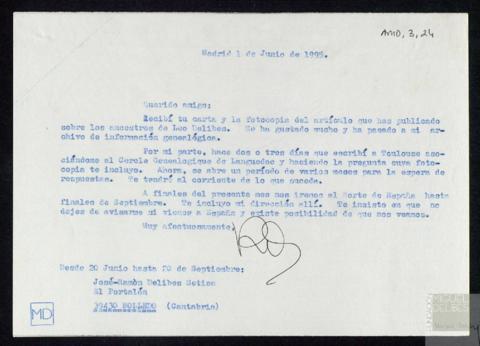 AMD, 3, 24
Madrid 1 de Junio de 1995.
Querido amigo:
Recibí tu carta y la fotocopia del artículo que has publicado
sobre los ancestros de Leo Delibes. Me ha gustado mucho y ha pasado a mi ar-
chivo de información genealógica.
Por mi parte, hace dos o tres días que escribí a Toulouse aso-
ciándome al Cercle Genealogique de Languedoc y haciendo la pregunta cuya foto-
copia te incluyo. Ahora, se abre un período de varios meses para la espera de
respuestas. Te tendré al corriente de lo que suceda.
A finales del presente mes nos iremos al Norte de España hasta
finales de Septiembre. Te incluyo mi dirección allí. Te insisto en que no
dejes de avisarme si vienes a España y existe posibilidad de que nos veamos.
Muy afectuosamente,
Desde 20 Junio hasta 20 de Septiembre:
José-Ramón Delibes Setien
El Portalón
39430 MOLLEDO (Cantabria)
MD
MIGUEL
DELIBES